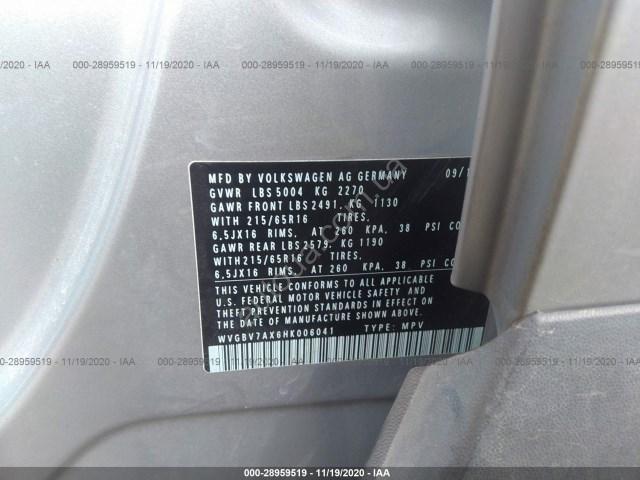 000-28959519 - 11/19/2020 - IAA
MFD BY VOLKSWAGEN AG GERMANY 09/1
GVWR LBS 5004 KG 2270
GAWR FRONT LBS 2491, KG 1130
WITH 215/65R16 TIRES.
6,5JX16 RIMS, AT 260 KPA, 38 PSI CO
GAWR REAR LBS 2579, KG 1190
WITH 215/65R16 TIRES.
6,5JX16 RIMS, AT 260 KPA, 38 PSI CO
THIS VEHICLE CONFORMS TO ALL APPLICABLE
U.S. FEDERAL MOTOR VEHICLE SAFETY AND
THEFT PREVENTION STANDARDS IN EFFECT ON
THE DATE OF MANUFACTURE SHOWN ABOVE
WVGBV7AX6HK006041 TYPE: MPV
000-28959519 - 11/19/2020 - IAA